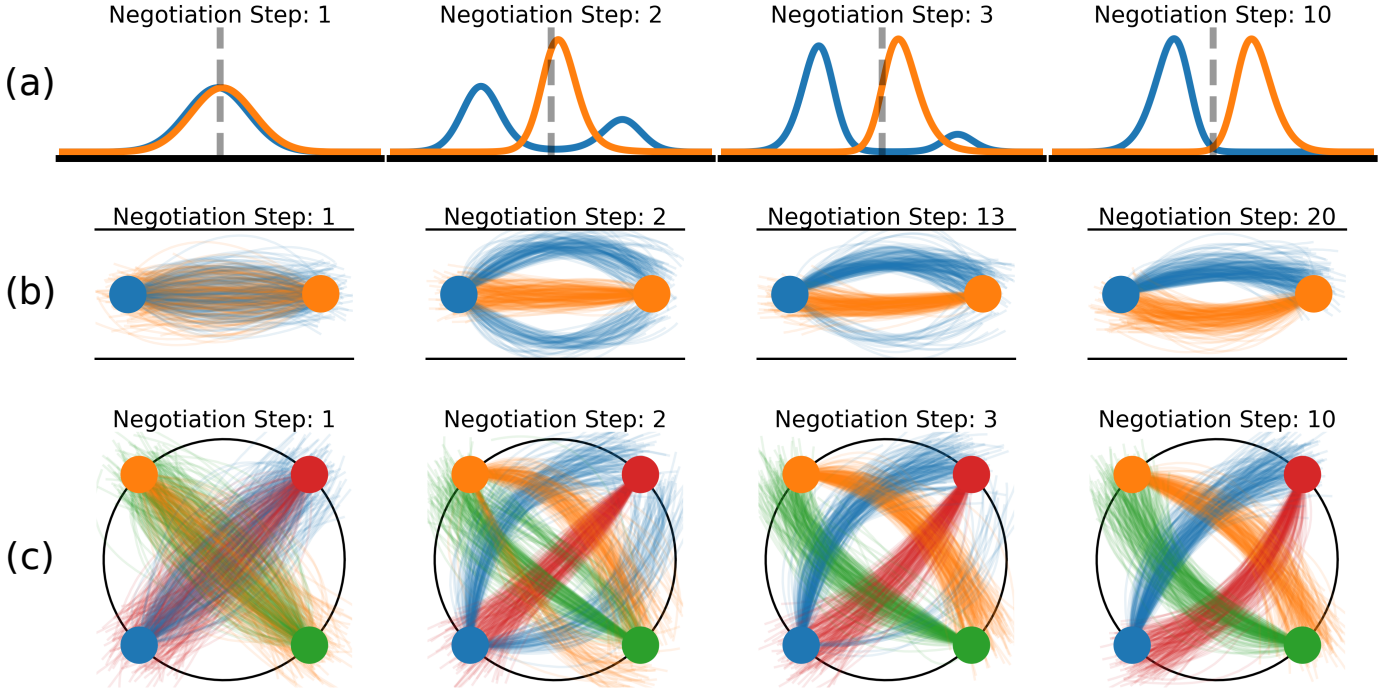 Negotiation Step: 1
Negotiation Step: 2
Negotiation Step: 3
Negotiation Step: 10
(a)
Negotiation Step: 1
Negotiation Step: 2
Negotiation Step: 13
Negotiation Step: 20
(b)
Negotiation Step: 1
Negotiation Step: 2
Negotiation Step: 3
Negotiation Step: 10
(c)